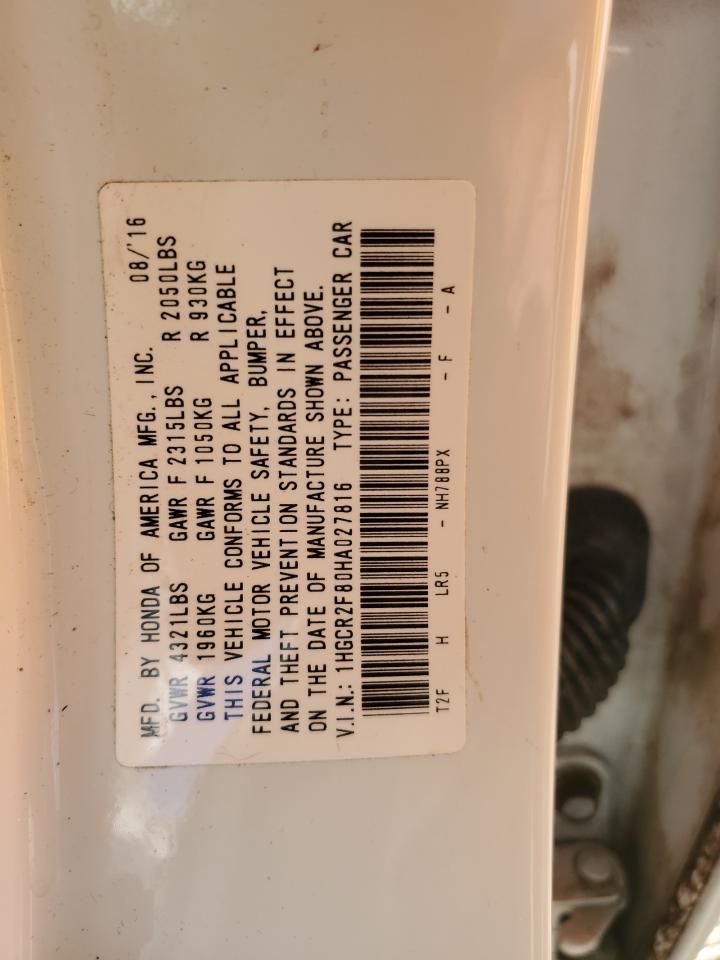 MFD. BY HONDA OF AMERICA MFG., INC. 08/'16
GVWR 4321LBS GAWR F 2315LBS R 2050LBS
GVWR 1960KG GAWR F 1050KG R 930KG
THIS VEHICLE CONFORMS TO ALL APPLICABLE
FEDERAL MOTOR VEHICLE SAFETY, BUMPER,
AND THEFT PREVENTION STANDARDS IN EFFECT
ON THE DATE OF MANUFACTURE SHOWN ABOVE.
V.I.N.: 1HGCR2F80HA027816 TYPE: PASSENGER CAR
T2F H LR5 - NH788PX - F - A